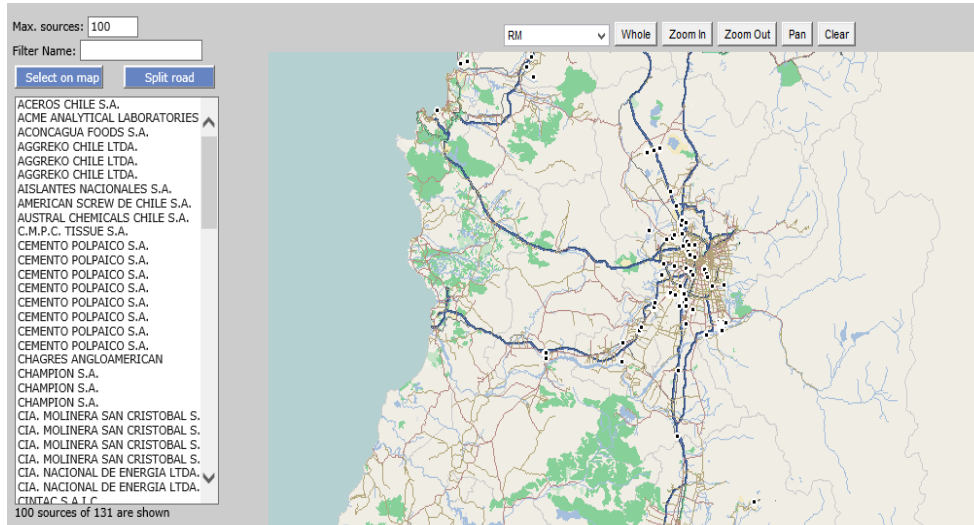 Max. sources: 100
RM Whole Zoom In Zoom Out Pan Clear
Filter Name:
Select on map Split road
ACEROS CHILE S.A.
ACME ANALYTICAL LABORATORIES
ACONCAGUA FOODS S.A.
AGGREKO CHILE LTDA.
AGGREKO CHILE LTDA.
AGGREKO CHILE LTDA.
AISLANTES NACIONALES S.A.
AMERICAN SCREW DE CHILE S.A.
AUSTRAL CHEMICALS CHILE S.A.
C.M.P.C. TISSUE S.A.
CEMENTO POLPAICO S.A.
CEMENTO POLPAICO S.A.
CEMENTO POLPAICO S.A.
CEMENTO POLPAICO S.A.
CEMENTO POLPAICO S.A.
CEMENTO POLPAICO S.A.
CEMENTO POLPAICO S.A.
CEMENTO POLPAICO S.A.
CHAGRES ANGLOAMERICAN
CHAMPION S.A.
CHAMPION S.A.
CHAMPION S.A.
CIA. MOLINERA SAN CRISTOBAL S.
CIA. MOLINERA SAN CRISTOBAL S.
CIA. MOLINERA SAN CRISTOBAL S.
CIA. MOLINERA SAN CRISTOBAL S.
CIA. NACIONAL DE ENERGIA LTDA.
CIA. NACIONAL DE ENERGIA LTDA.
CINTAC S.A.I.C.
100 sources of 131 are shown